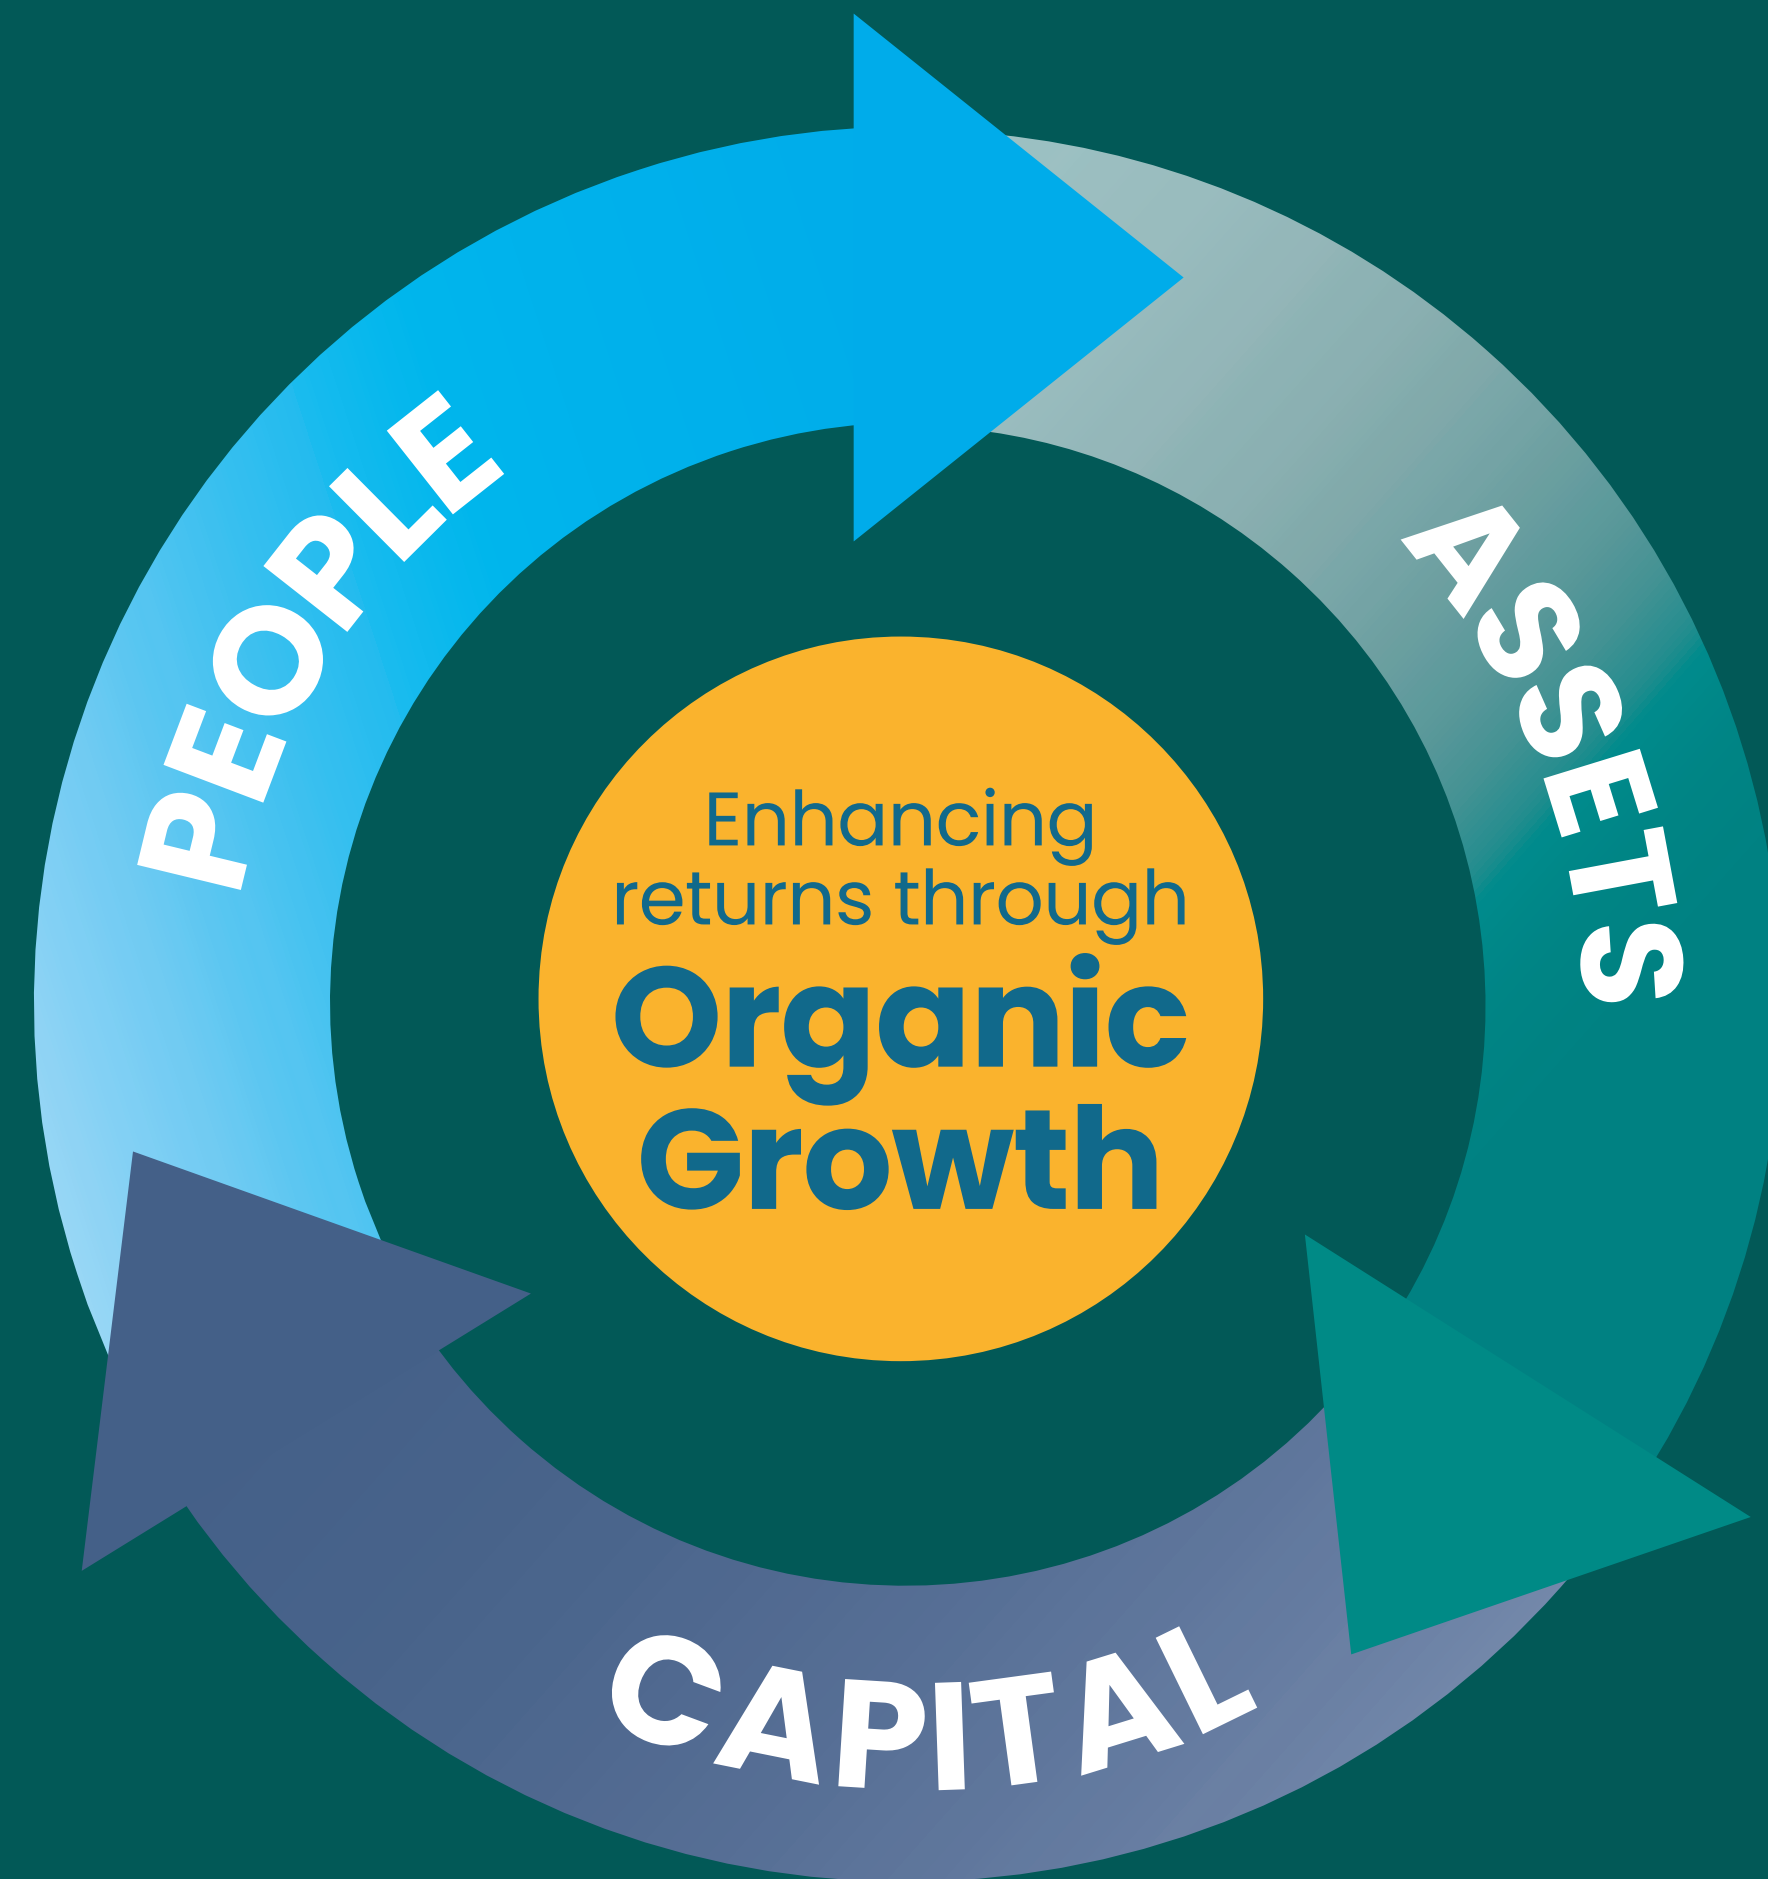 PEOPLE
ASSETS
Enhancing
returns through
Organic
Growth
CAPITAL